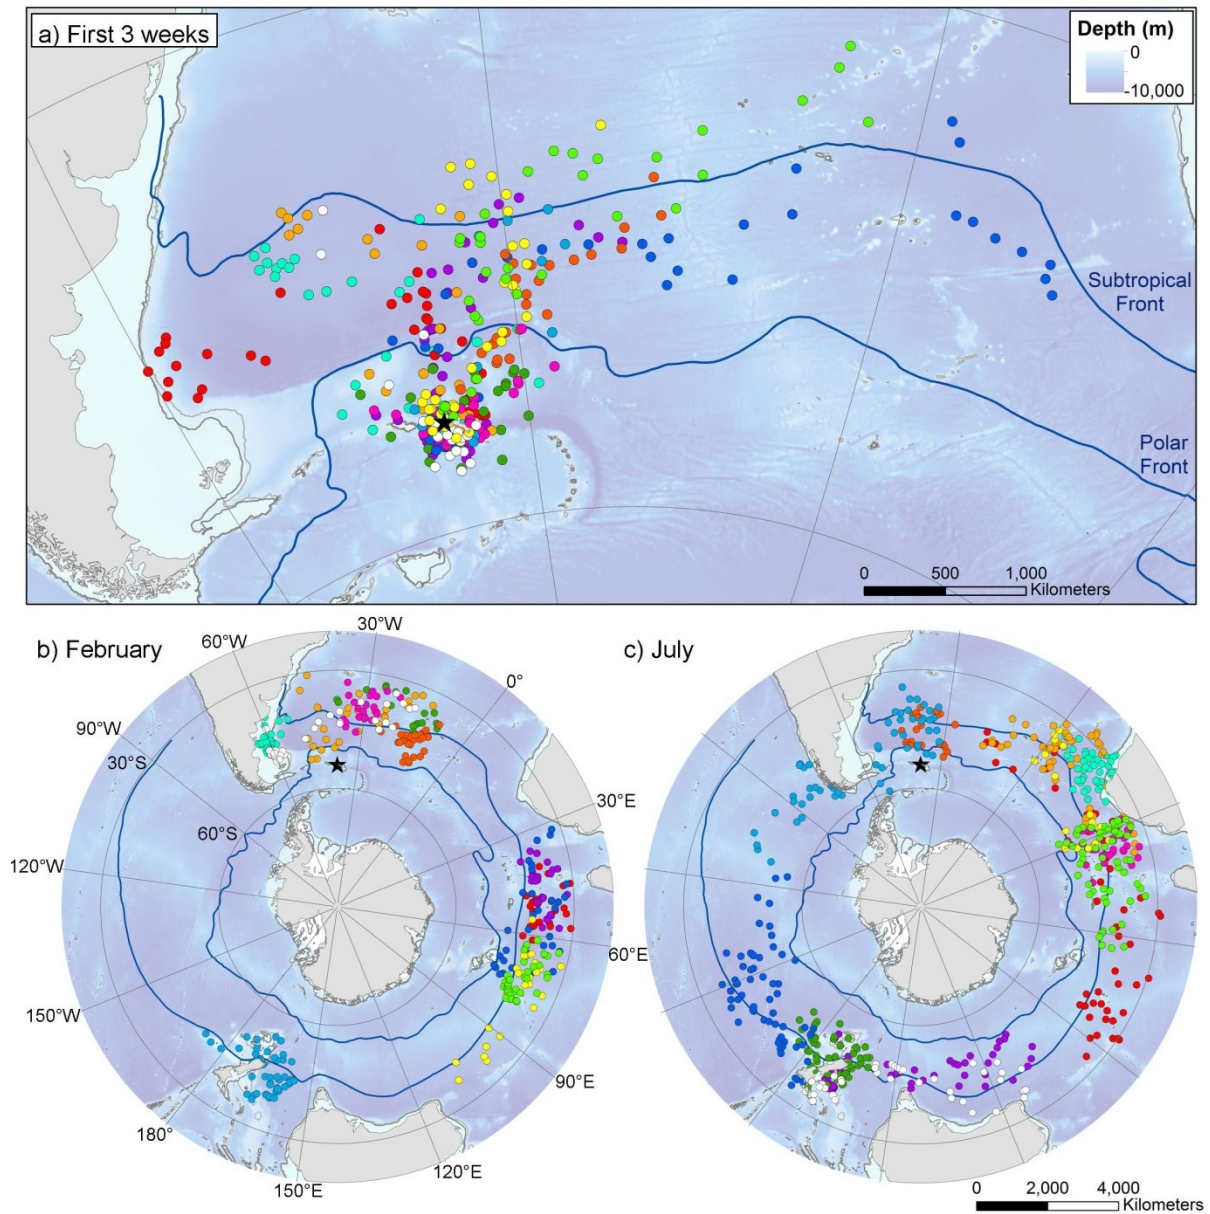 a) First 3 weeks
Depth (m)
0
-10,000
Subtropical
Front
Polar
Front
0 500 1,000
Kilometers
b) February
60°W
30°W
0°
c) July
90°W
30°S
30°E
60°S
120°W
60°E
150°W
90°E
180°
120°E
150°E
0 2,000 4,000
Kilometers